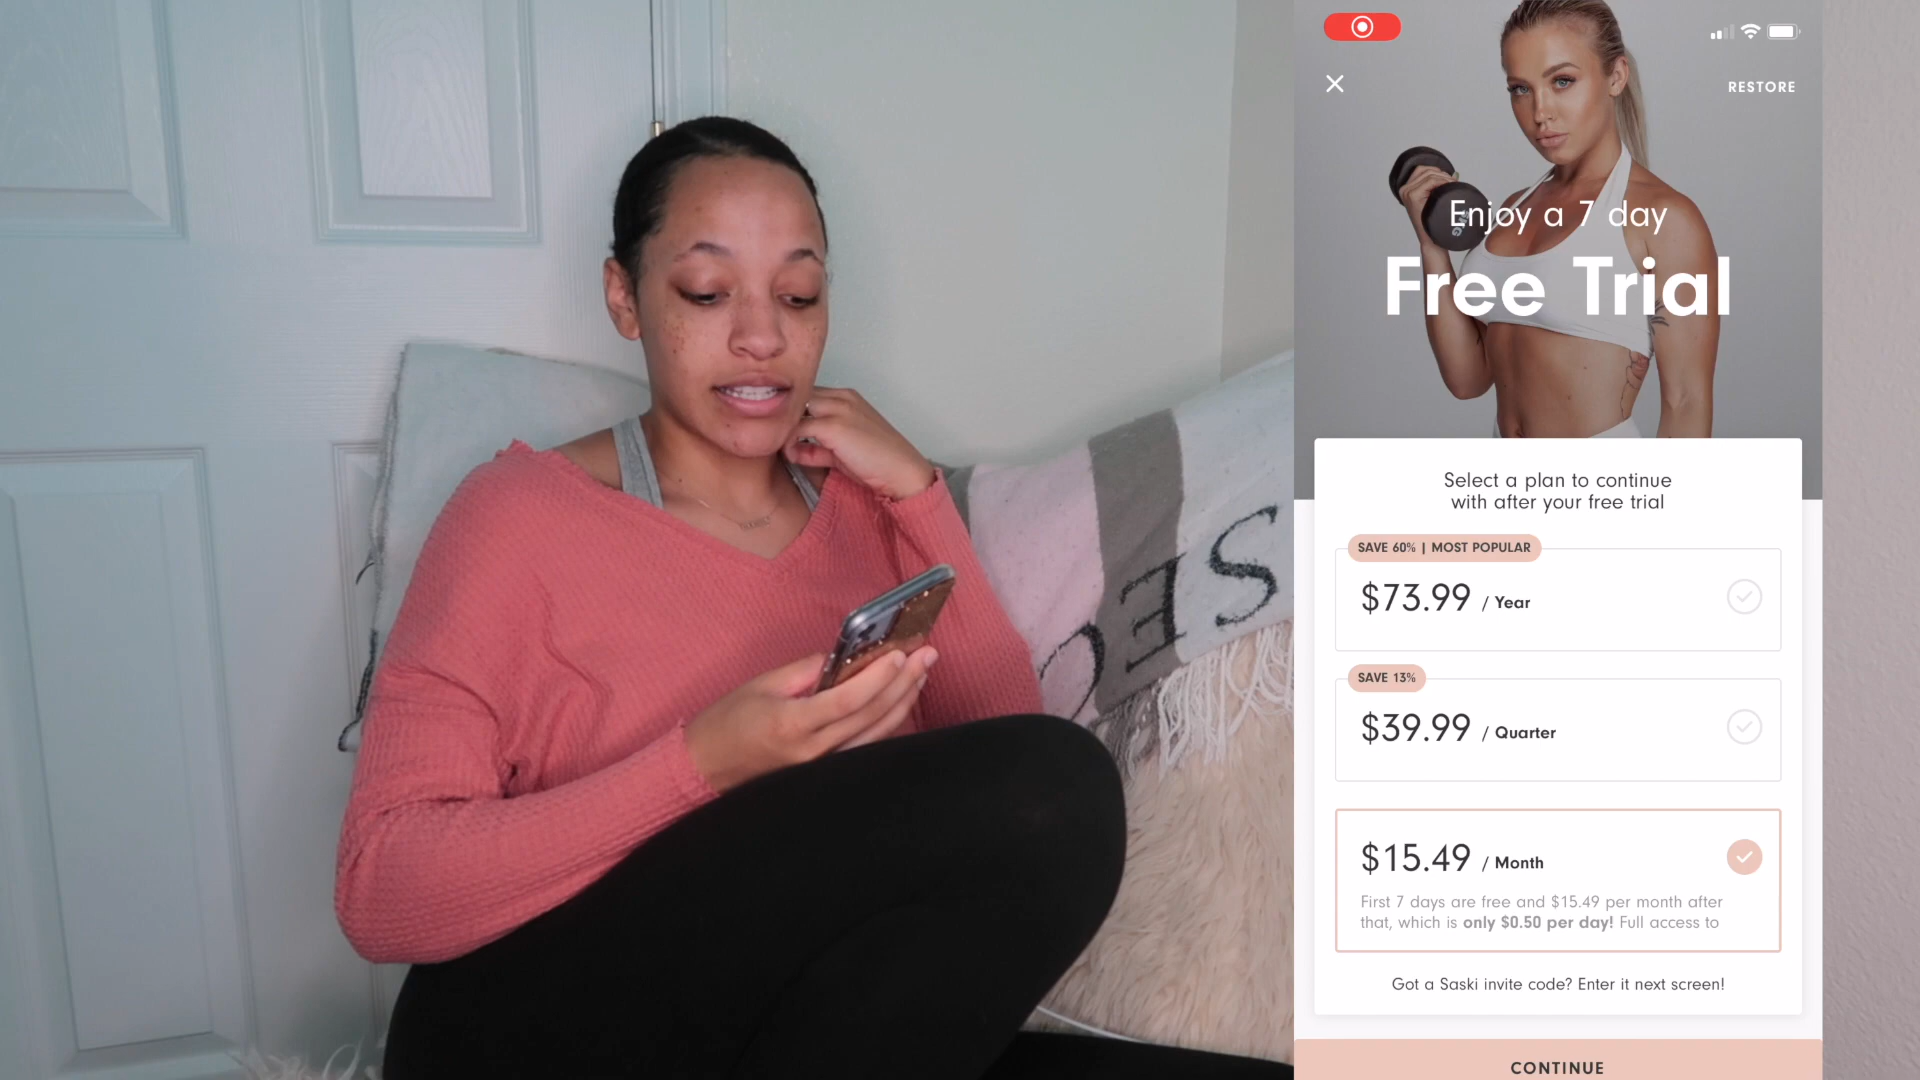 RESTORE
Enjoy a 7 day
Free Trial
Select a plan to continue
with after your free trial
SAVE 60% | MOST POPULAR
$73.99 / Year
SAVE 13%
$39.99 / Quarter
$15.49 / Month
First 7 days are free and $15.49 per month after
that, which is only $0.50 per day! Full access to
Got a Saski invite code? Enter it next screen!
CONTINUE